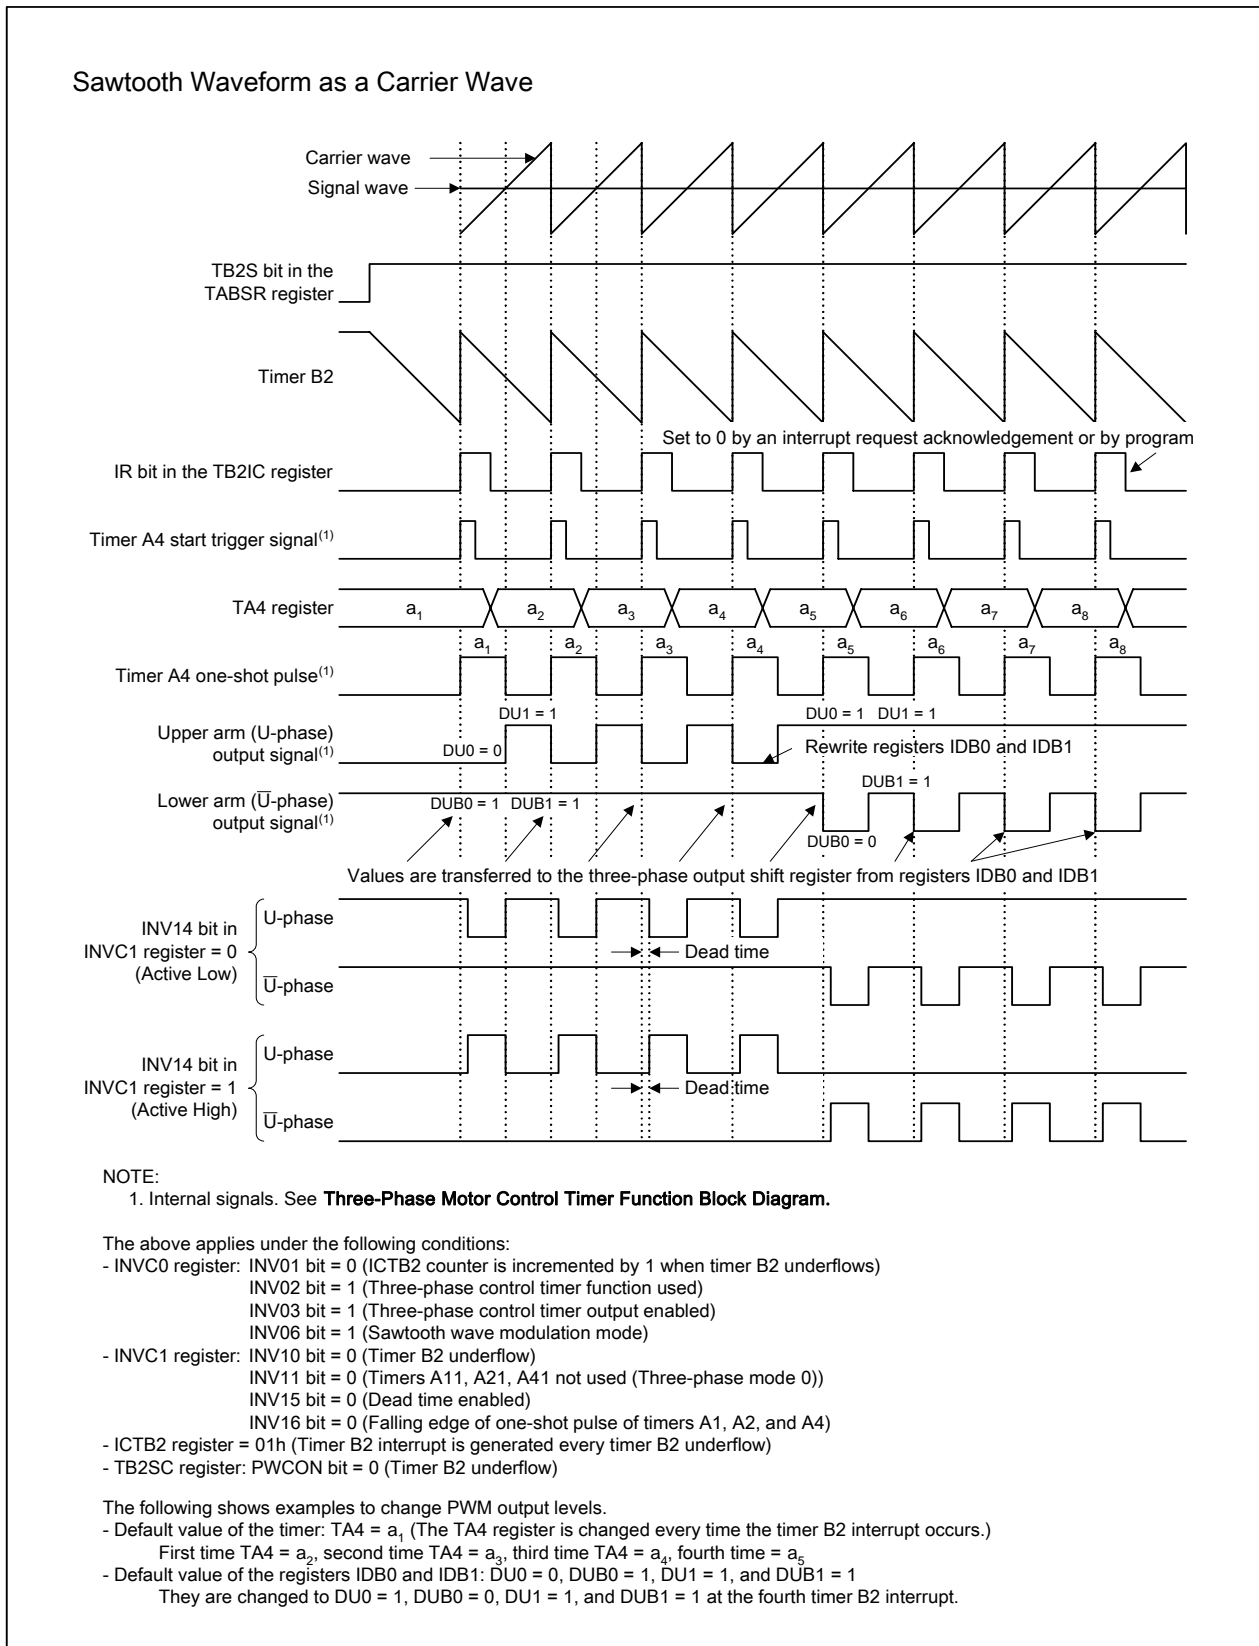 Sawtooth Waveform as a Carrier Wave
Carrier wave
Signal wave
TB2S bit in the
TABSR register
Timer B2
Set to 0 by an interrupt request acknowledgement or by program
IR bit in the TB2IC register
Timer A4 start trigger signal(1)
TA4 register
a1 a2 a3 a4 a5 a6 a7 a8
a1 a2 a3 a4 a5 a6 a7 a8
Timer A4 one-shot pulse(1)
DU1 = 1 DU0 = 1 DU1 = 1
Upper arm (U-phase)
output signal(1)
DU0 = 0
Rewrite registers IDB0 and IDB1
DUB1 = 1
Lower arm (U̅-phase)
output signal(1)
DUB0 = 1 DUB1 = 1
DUB0 = 0
Values are transferred to the three-phase output shift register from registers IDB0 and IDB1
INV14 bit in
INVC1 register = 0
(Active Low)
U-phase
Dead time
U̅-phase
INV14 bit in
INVC1 register = 1
(Active High)
U-phase
Dead time
U̅-phase
NOTE:
1. Internal signals. See Three-Phase Motor Control Timer Function Block Diagram.
The above applies under the following conditions:
- INVC0 register: INV01 bit = 0 (ICTB2 counter is incremented by 1 when timer B2 underflows)
INV02 bit = 1 (Three-phase control timer function used)
INV03 bit = 1 (Three-phase control timer output enabled)
INV06 bit = 1 (Sawtooth wave modulation mode)
- INVC1 register: INV10 bit = 0 (Timer B2 underflow)
INV11 bit = 0 (Timers A11, A21, A41 not used (Three-phase mode 0))
INV15 bit = 0 (Dead time enabled)
INV16 bit = 0 (Falling edge of one-shot pulse of timers A1, A2, and A4)
- ICTB2 register = 01h (Timer B2 interrupt is generated every timer B2 underflow)
- TB2SC register: PWCON bit = 0 (Timer B2 underflow)
The following shows examples to change PWM output levels.
- Default value of the timer: TA4 = a1 (The TA4 register is changed every time the timer B2 interrupt occurs.)
First time TA4 = a2, second time TA4 = a3, third time TA4 = a4, fourth time = a5
- Default value of the registers IDB0 and IDB1: DU0 = 0, DUB0 = 1, DU1 = 1, and DUB1 = 1
They are changed to DU0 = 1, DUB0 = 0, DU1 = 1, and DUB1 = 1 at the fourth timer B2 interrupt.